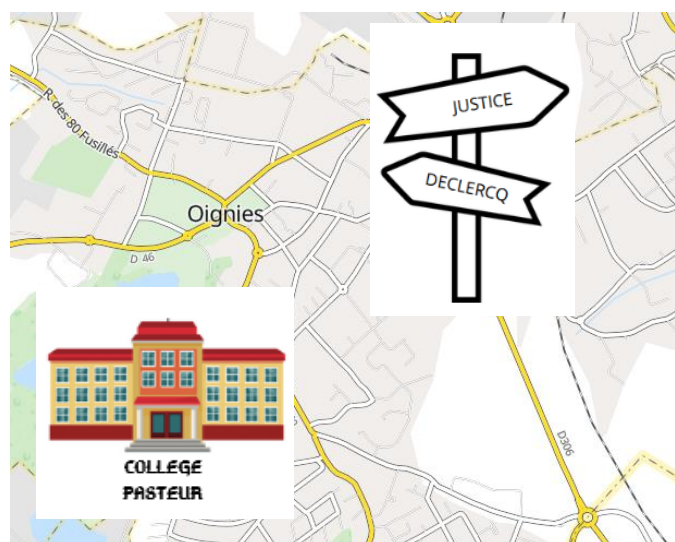 R. des 80 Fusillés
JUSTICE
DECLERCQ
Oignies
D 46
COLLEGE
PASTEUR
D306